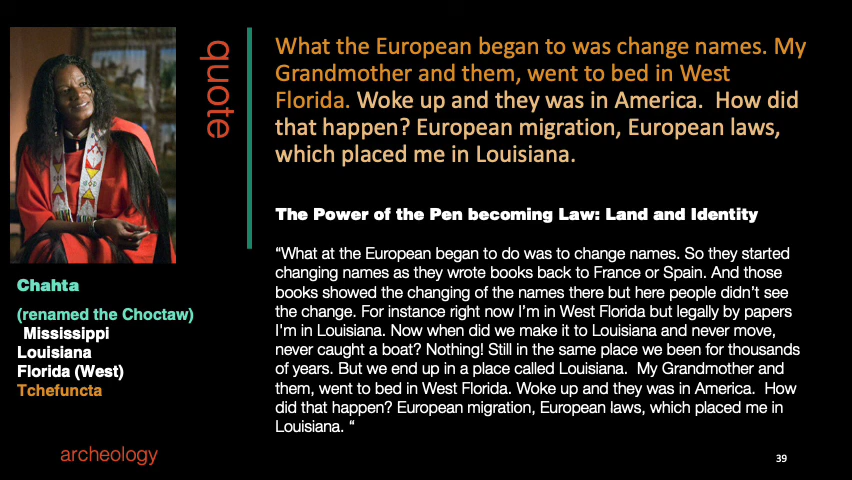 quote
What the European began to was change names. My
Grandmother and them, went to bed in West
Florida. Woke up and they was in America.  How did
that happen? European migration, European laws,
which placed me in Louisiana.
The Power of the Pen becoming Law: Land and Identity
“What at the European began to do was to change names. So they started
changing names as they wrote books back to France or Spain. And those
books showed the changing of the names there but here people didn’t see
the change. For instance right now I’m in West Florida but legally by papers
I’m in Louisiana. Now when did we make it to Louisiana and never move,
never caught a boat? Nothing! Still in the same place we been for thousands
of years. But we end up in a place called Louisiana.  My Grandmother and
them, went to bed in West Florida. Woke up and they was in America.  How
did that happen? European migration, European laws, which placed me in
Louisiana. “
Chahta
(renamed the Choctaw)
Mississippi
Louisiana
Florida (West)
Tchefuncta
archeology
39